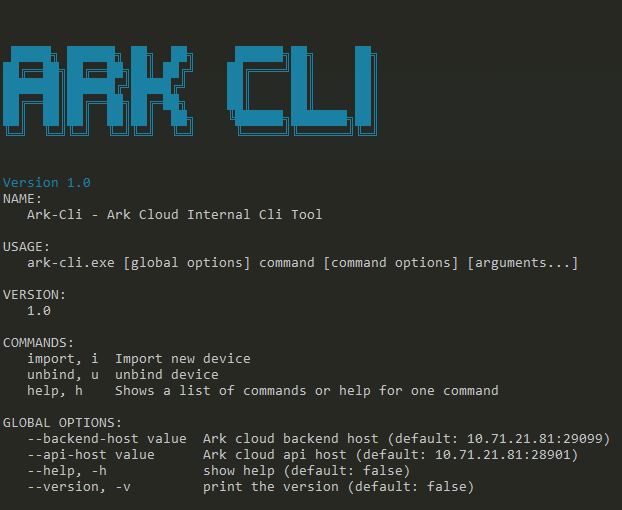 ARK CLI
Version 1.0
NAME:
   Ark-Cli - Ark Cloud Internal Cli Tool
USAGE:
   ark-cli.exe [global options] command [command options] [arguments...]
VERSION:
   1.0
COMMANDS:
   import, i  Import new device
   unbind, u  unbind device
   help, h    Shows a list of commands or help for one command
GLOBAL OPTIONS:
   --backend-host value  Ark cloud backend host (default: 10.71.21.81:29099)
   --api-host value      Ark cloud api host (default: 10.71.21.81:28901)
   --help, -h            show help (default: false)
   --version, -v         print the version (default: false)